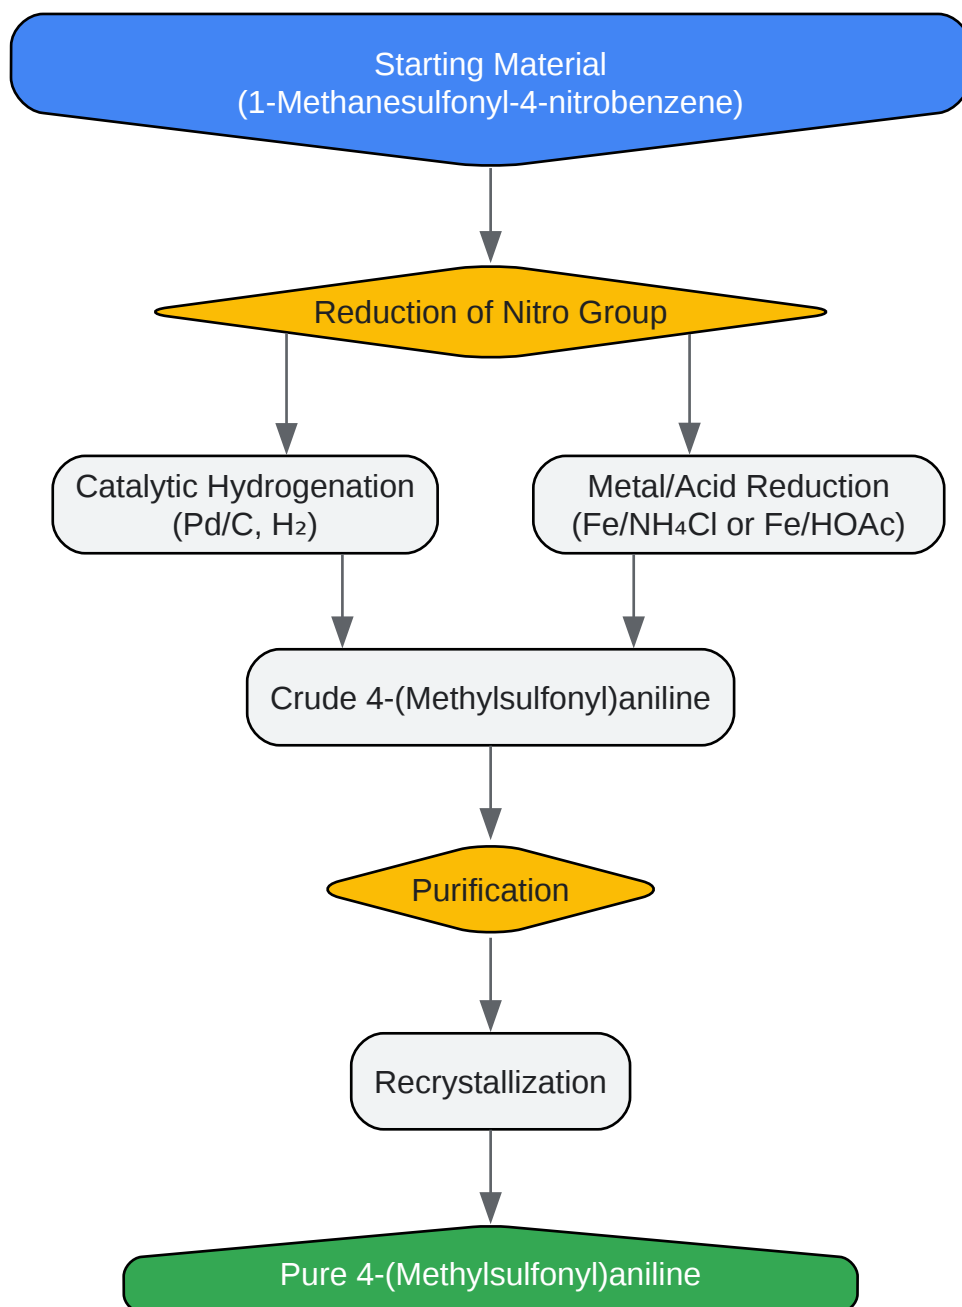 Starting Material
(1-Methanesulfonyl-4-nitrobenzene)
Reduction of Nitro Group
Catalytic Hydrogenation
(Pd/C, H₂)
Metal/Acid Reduction
(Fe/NH₄Cl or Fe/HOAc)
Crude 4-(Methylsulfonyl)aniline
Purification
Recrystallization
Pure 4-(Methylsulfonyl)aniline